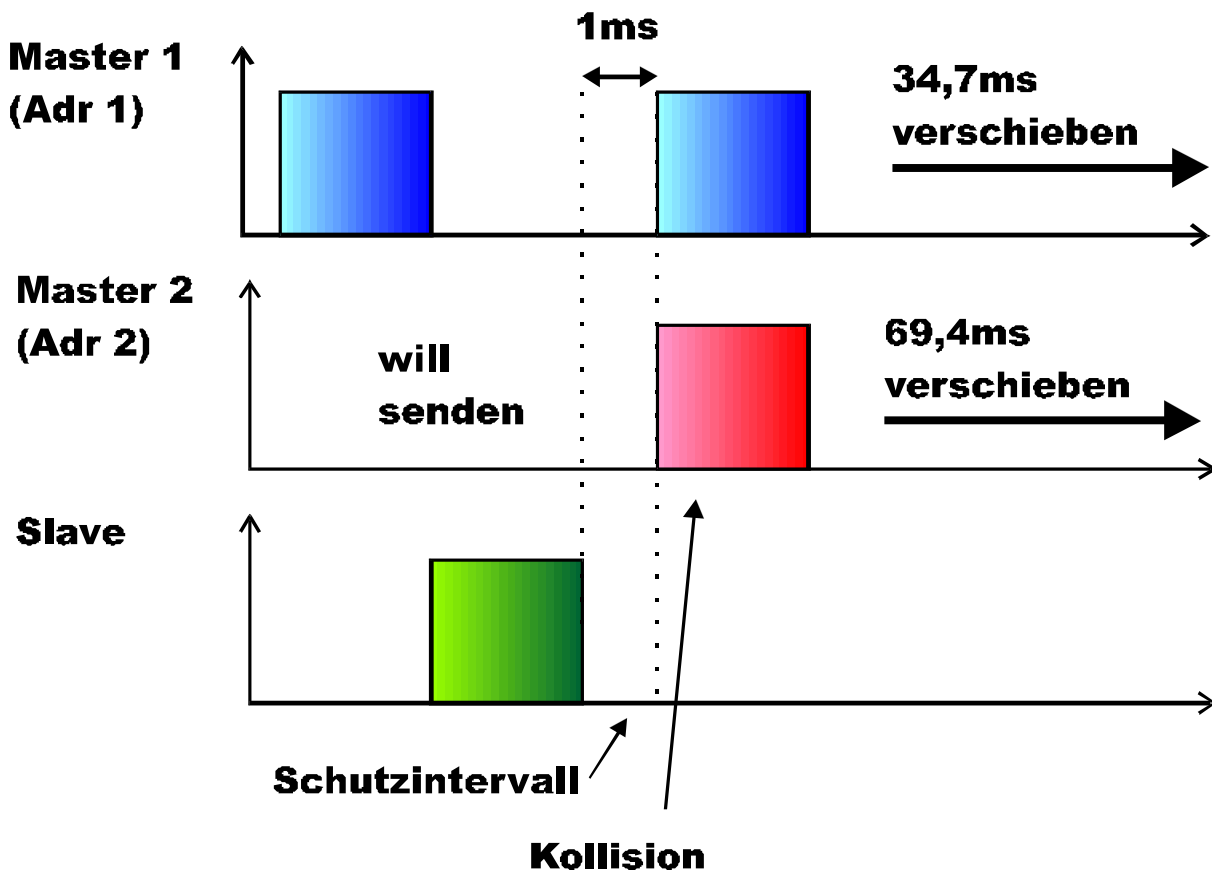 1ms
Master 1
(Adr 1)
34,7ms
verschieben
Master 2
(Adr 2)
will
senden
69,4ms
verschieben
Slave
Schutzintervall
Kollision